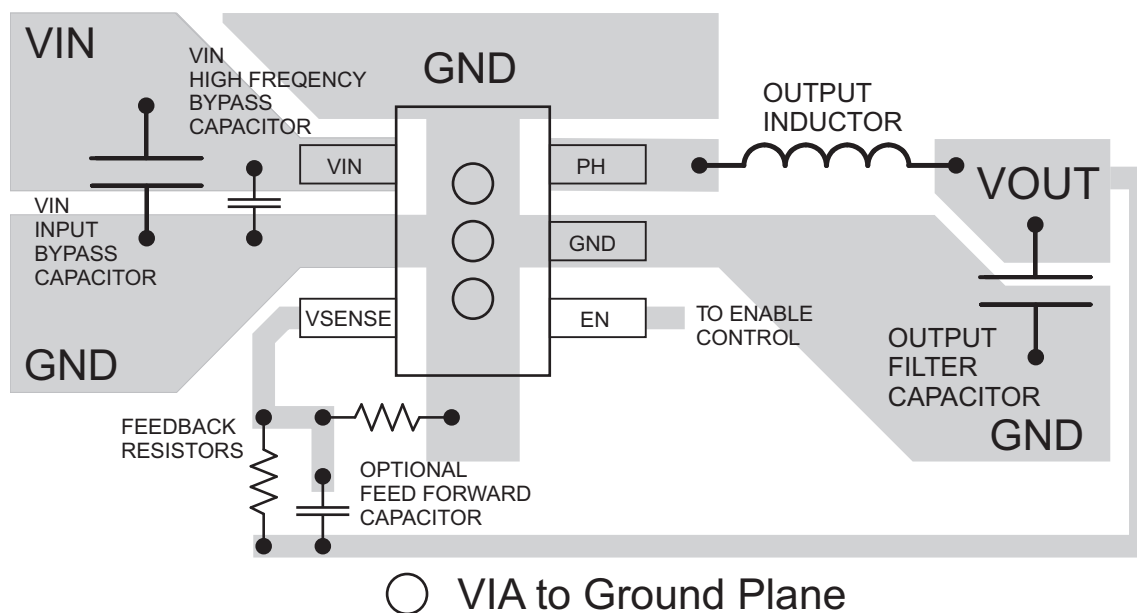 VIN
VIN
HIGH FREQENCY
BYPASS
CAPACITOR
GND
OUTPUT
INDUCTOR
VIN
PH
VOUT
VIN
INPUT
BYPASS
CAPACITOR
GND
VSENSE
EN
TO ENABLE
CONTROL
GND
OUTPUT
FILTER
CAPACITOR
GND
FEEDBACK
RESISTORS
OPTIONAL
FEED FORWARD
CAPACITOR
VIA to Ground Plane